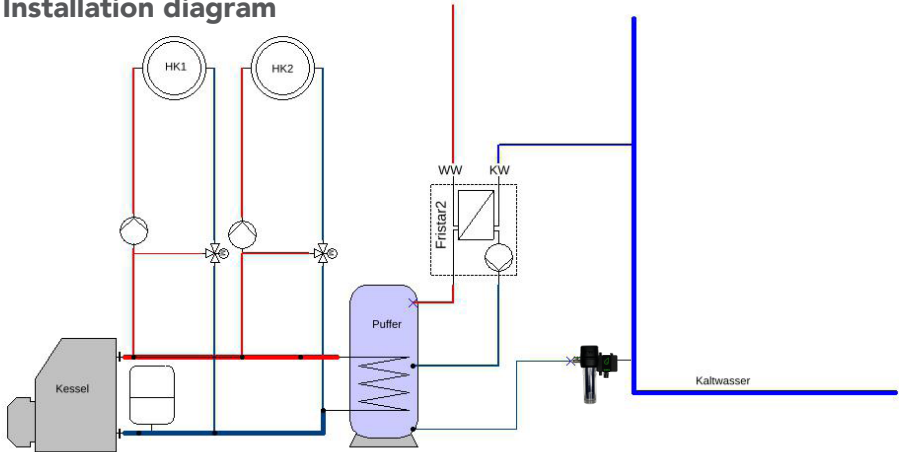 Installation diagram
HK1
HK2
WW
KW
Fristar2
Puffer
Kessel
Kaltwasser